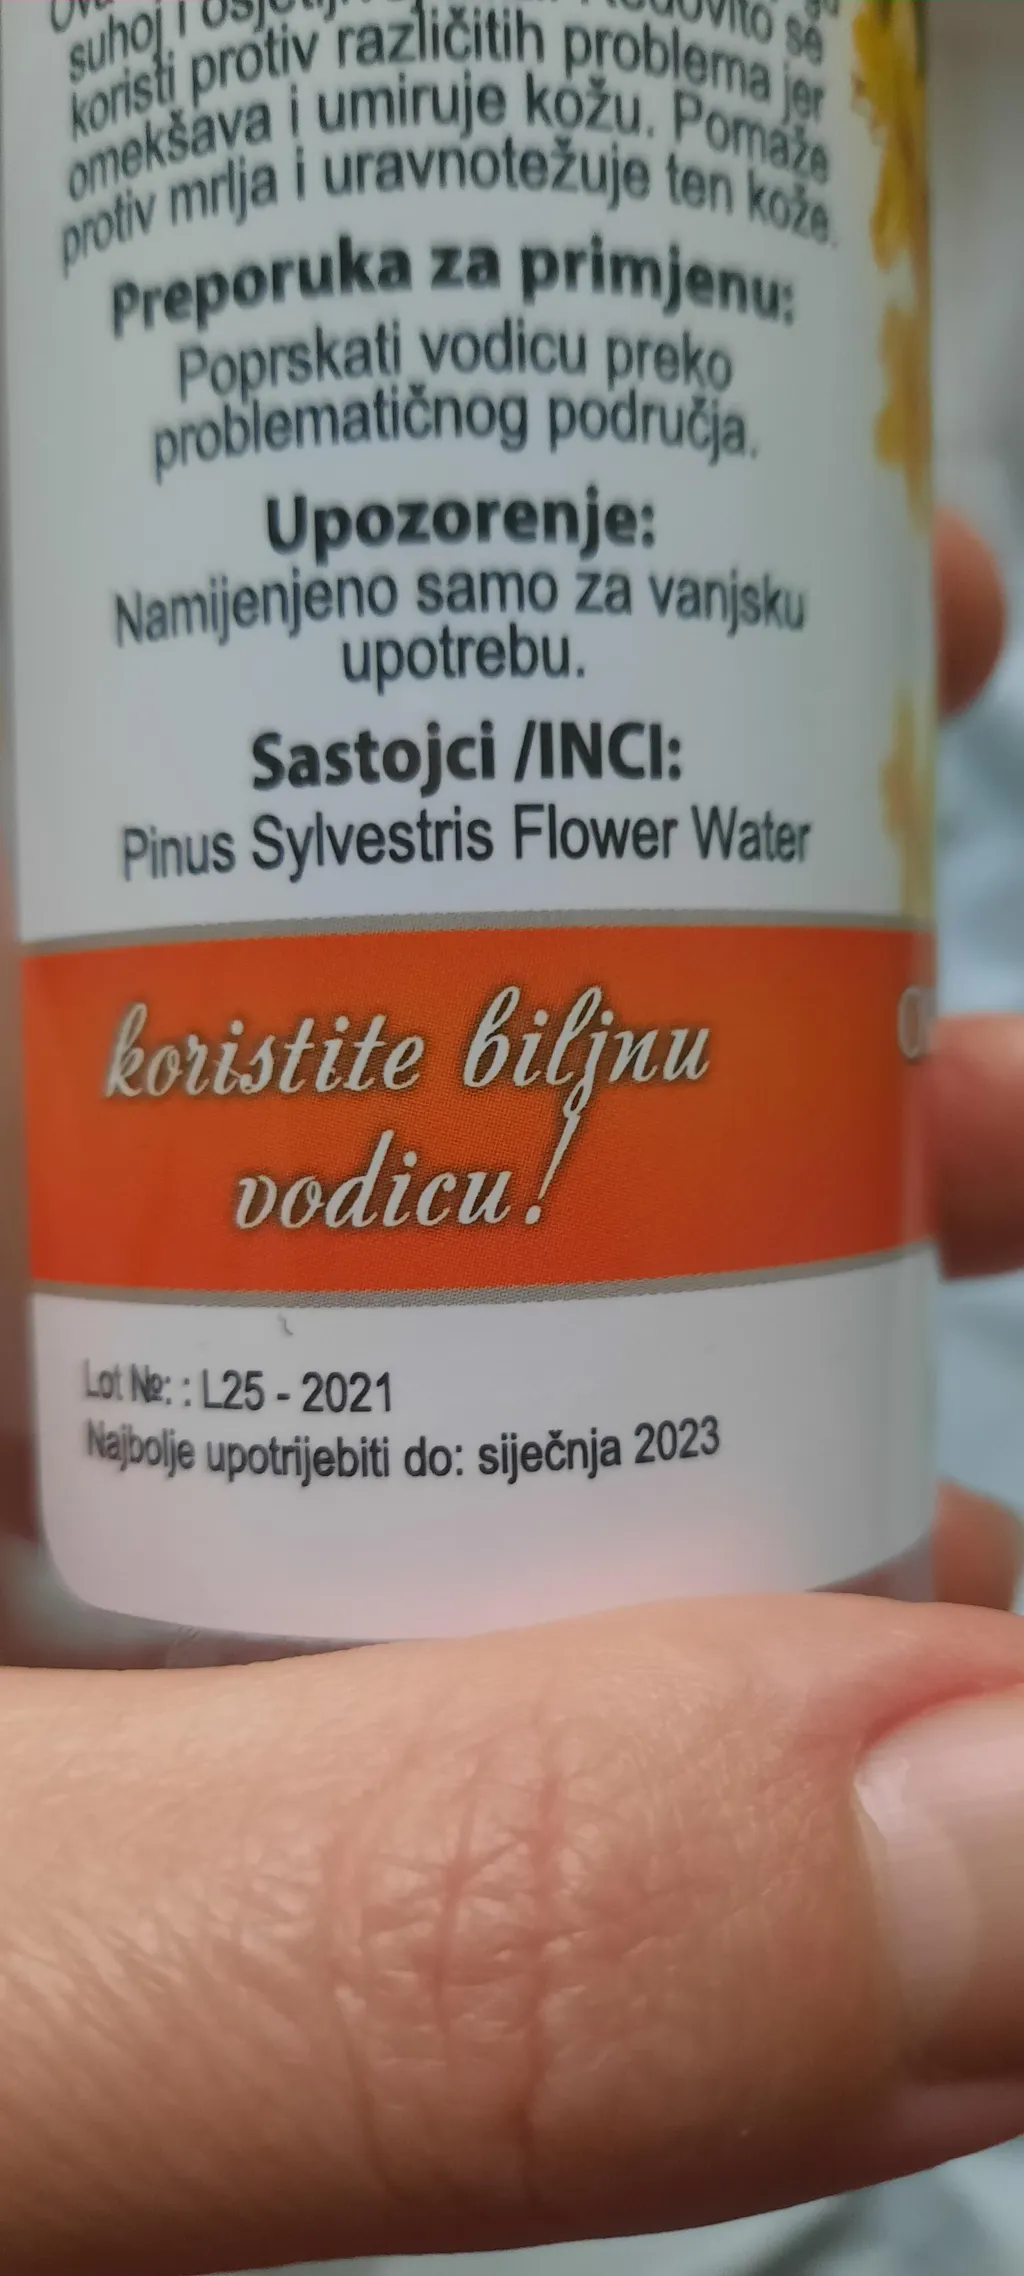 suhoj i
koristi protiv različitih problema jer
omekšava i umiruje kožu. Pomaže
protiv mrlja i uravnotežuje ten kože.
Preporuka za primjenu:
Poprskati vodicu preko
problematičnog područja.
Upozorenje:
Namijenjeno samo za vanjsku
upotrebu.
Sastojci /INCI:
Pinus Sylvestris Flower Water
koristite biljnu
vodicu!
Lot №: : L25 - 2021
Najbolje upotrijebiti do: siječnja 2023